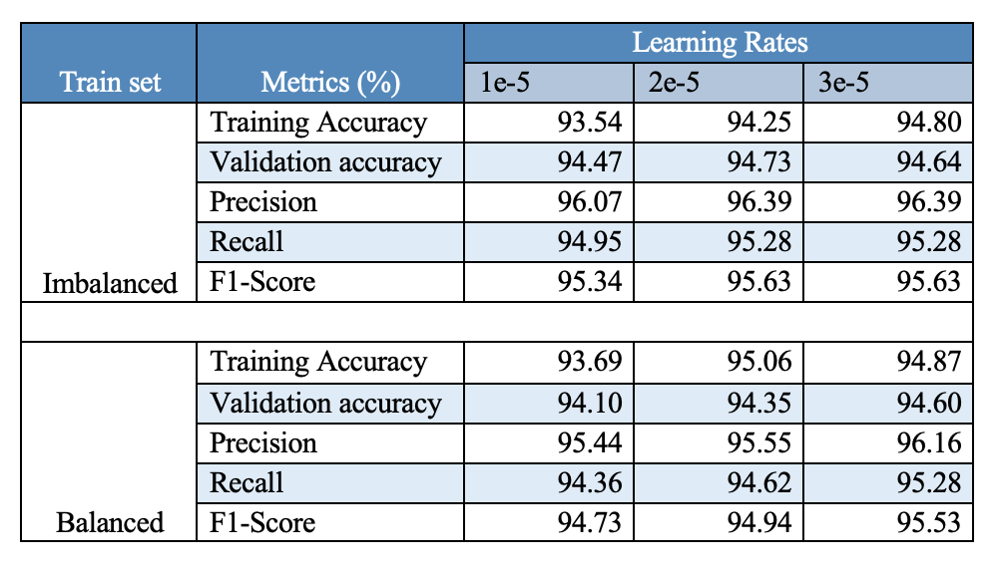 Learning Rates
Train set Metrics (%) 1e-5 2e-5 3e-5
Training Accuracy 93.54 94.25 94.80
Validation accuracy 94.47 94.73 94.64
Precision 96.07 96.39 96.39
Recall 94.95 95.28 95.28
Imbalanced F1-Score 95.34 95.63 95.63
Training Accuracy 93.69 95.06 94.87
Validation accuracy 94.10 94.35 94.60
Precision 95.44 95.55 96.16
Recall 94.36 94.62 95.28
Balanced F1-Score 94.73 94.94 95.53